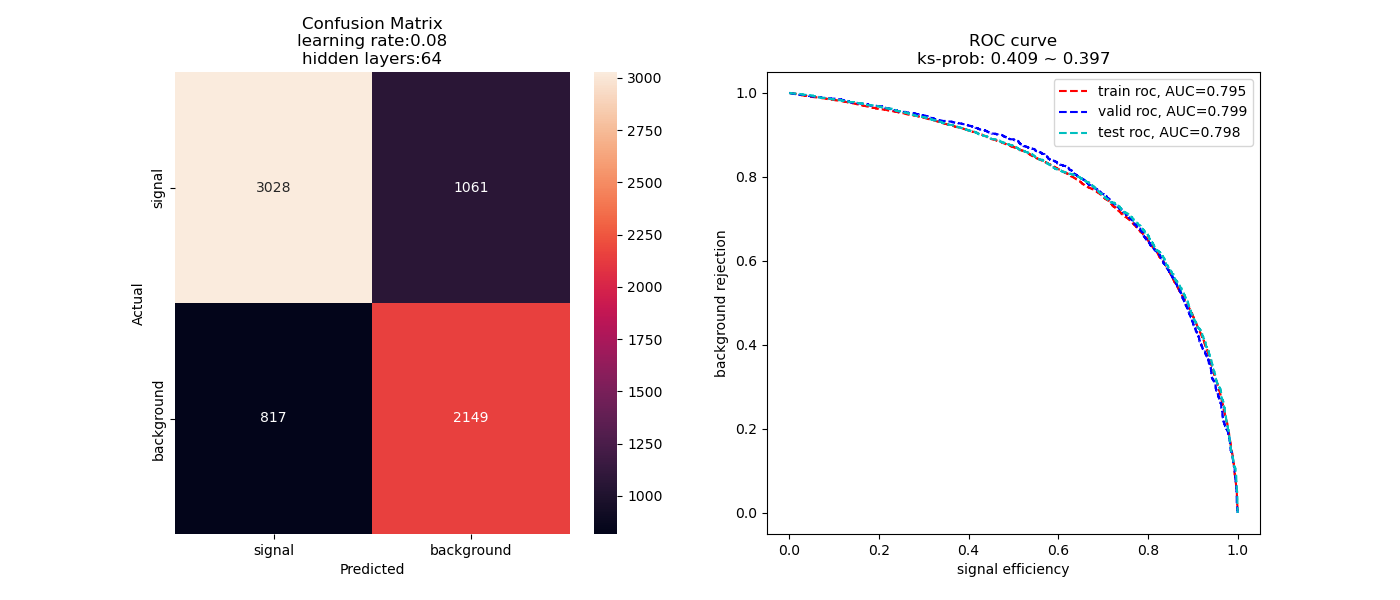 Confusion Matrix
learning rate:0.08
hidden layers:64
signal
background
Actual
3028
1061
817
2149
signal
background
Predicted
3000
2750
2500
2250
2000
1750
1500
1250
1000
ROC curve
ks-prob: 0.409 ~ 0.397
train roc, AUC=0.795
valid roc, AUC=0.799
test roc, AUC=0.798
background rejection
1.0
0.8
0.6
0.4
0.2
0.0
0.0
0.2
0.4
0.6
0.8
1.0
signal efficiency